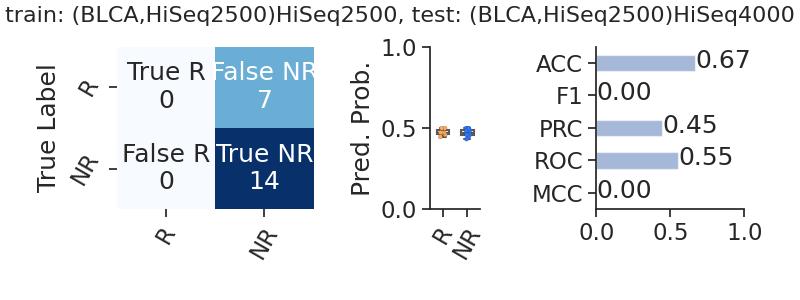 train: (BLCA,HiSeq2500)HiSeq2500, test: (BLCA,HiSeq2500)HiSeq4000
True Label
R
NR
True R
0
False NR
7
False R
0
True NR
14
R
NR
Pred. Prob.
1.0
0.5
0.0
R
NR
ACC
0.67
F1
0.00
PRC
0.45
ROC
0.55
MCC
0.00
0.0
0.5
1.0